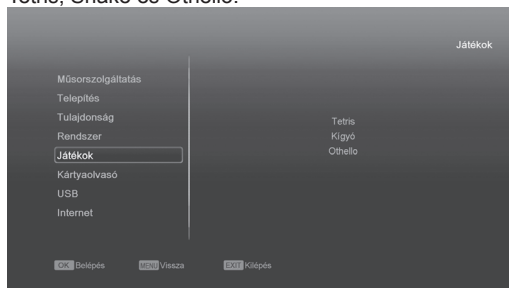 Tetris, Snake és Othello.
Játékok
Műsorszolgáltatás
Telepítés
Tulajdonság
Rendszer
Játékok
Kártyaolvasó
USB
Internet
Tetris
Kígyó
Othello
OK Belépés MENU Vissza EXIT Kilépés